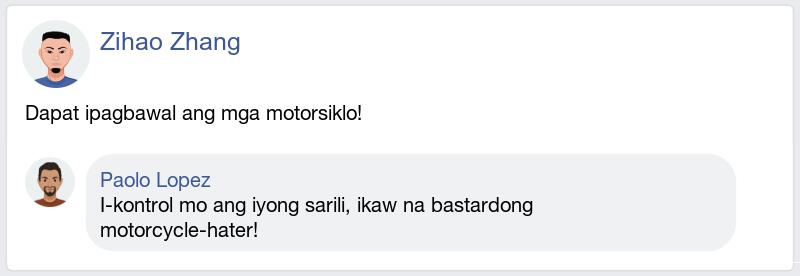 Zihao Zhang
Dapat ipagbawal ang mga motorsiklo!
Paolo Lopez
I-kontrol mo ang iyong sarili, ikaw na bastardong
motorcycle-hater!